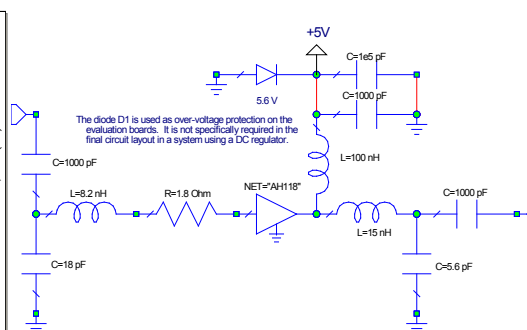 +5V
C=1e5 pF
5.6 V
C=1000 pF
The diode D1 is used as over-voltage protection on the
evaluation boards. It is not specifically required in the
final circuit layout in a system using a DC regulator.
L=100 nH
C=1000 pF
L=8.2 nH
R=1.8 Ohm
NET="AH118"
C=1000 pF
L=15 nH
C=18 pF
C=5.6 pF